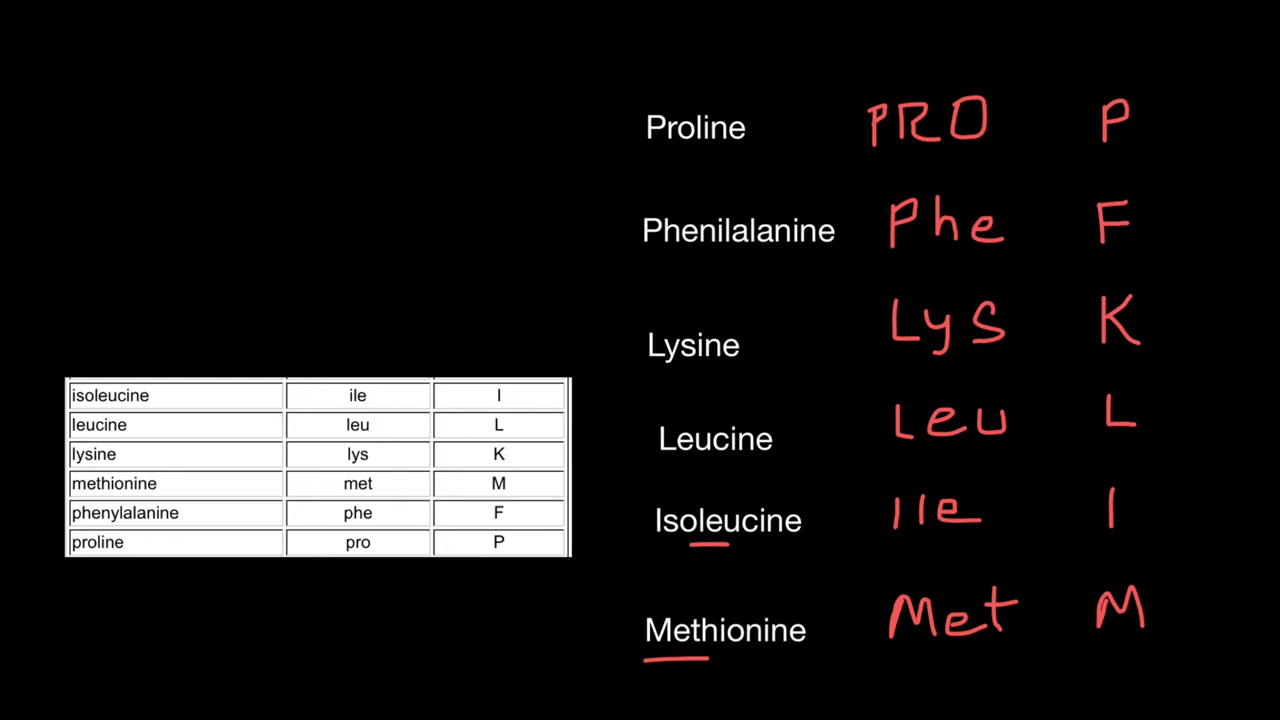 isoleucine ile I
leucine leu L
lysine lys K
methionine met M
phenylalanine phe F
proline pro P
Proline PRO P
Phenilalanine Phe F
Lysine Lys K
Leucine Leu L
Isoleucine Ile I
Methionine Met M